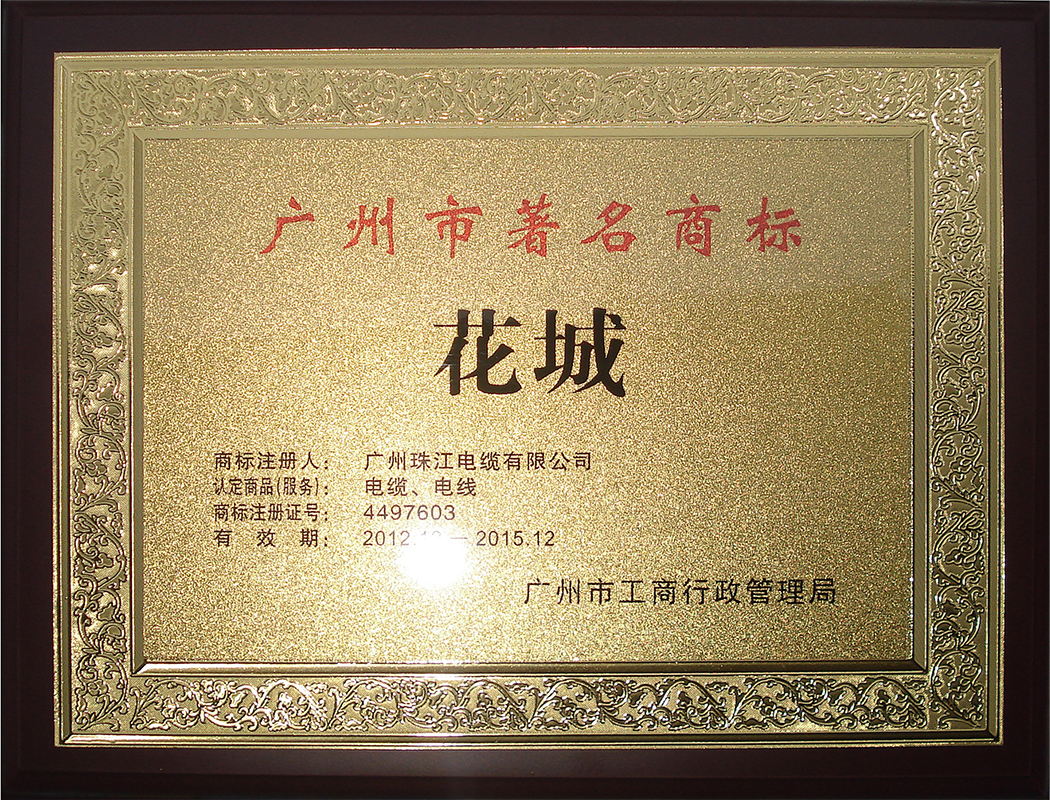 广州市著名商标
花城
商标注册人： 广州珠江电缆有限公司
认定商品(服务)： 电缆、电线
商标注册证号： 4497603
有 效 期： 2012.12— 2015.12
广州市工商行政管理局